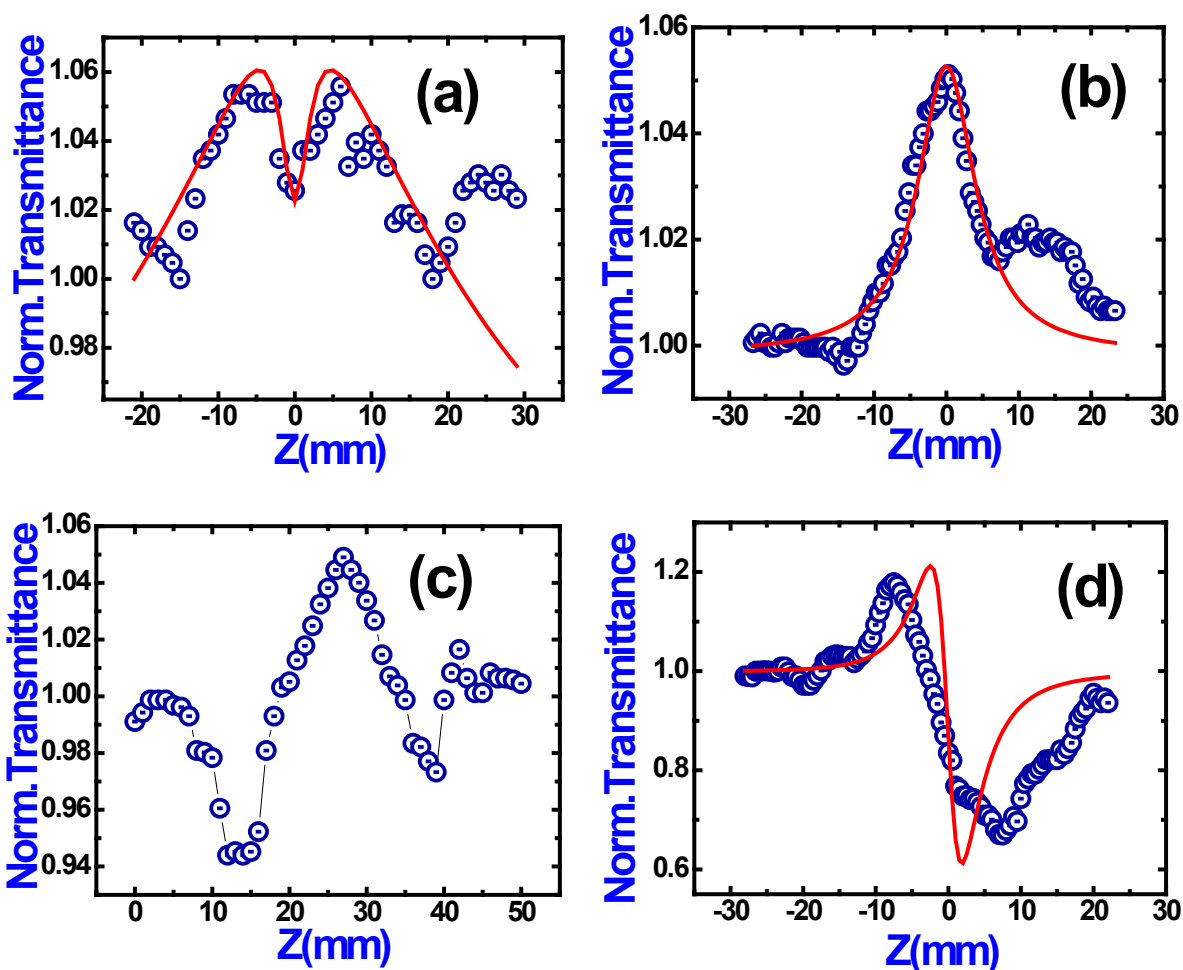 1.06
1.04
1.02
1.00
0.98
Norm.Transmittance
(a)
-20 -10 0 10 20 30
Z(mm)
1.06
1.04
1.02
1.00
Norm.Transmittance
(b)
-30 -20 -10 0 10 20 30
Z(mm)
1.06
1.04
1.02
1.00
0.98
0.96
0.94
Norm.Transmittance
(c)
0 10 20 30 40 50
Z(mm)
1.2
1.0
0.8
0.6
Norm.Transmittance
(d)
-30 -20 -10 0 10 20 30
Z(mm)